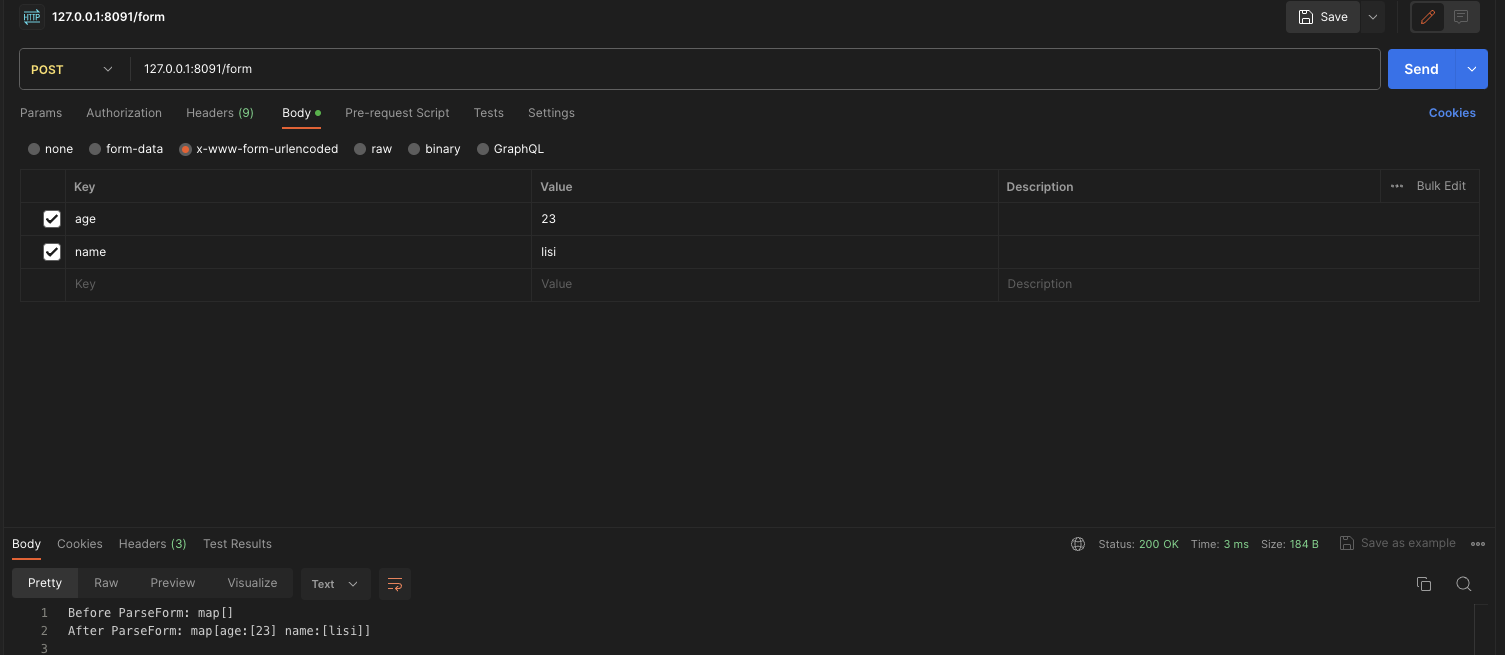 HTTP 127.0.0.1:8091/form Save
POST 127.0.0.1:8091/form Send
Params Authorization Headers (9) Body Pre-request Script Tests Settings Cookies
none form-data x-www-form-urlencoded raw binary GraphQL
Key Value Description ••• Bulk Edit
age 23
name lisi
Key Value Description
Body Cookies Headers (3) Test Results Status: 200 OK Time: 3 ms Size: 184 B Save as example
Pretty Raw Preview Visualize Text
1 Before ParseForm: map[]
2 After ParseForm: map[age:[23] name:[lisi]]
3